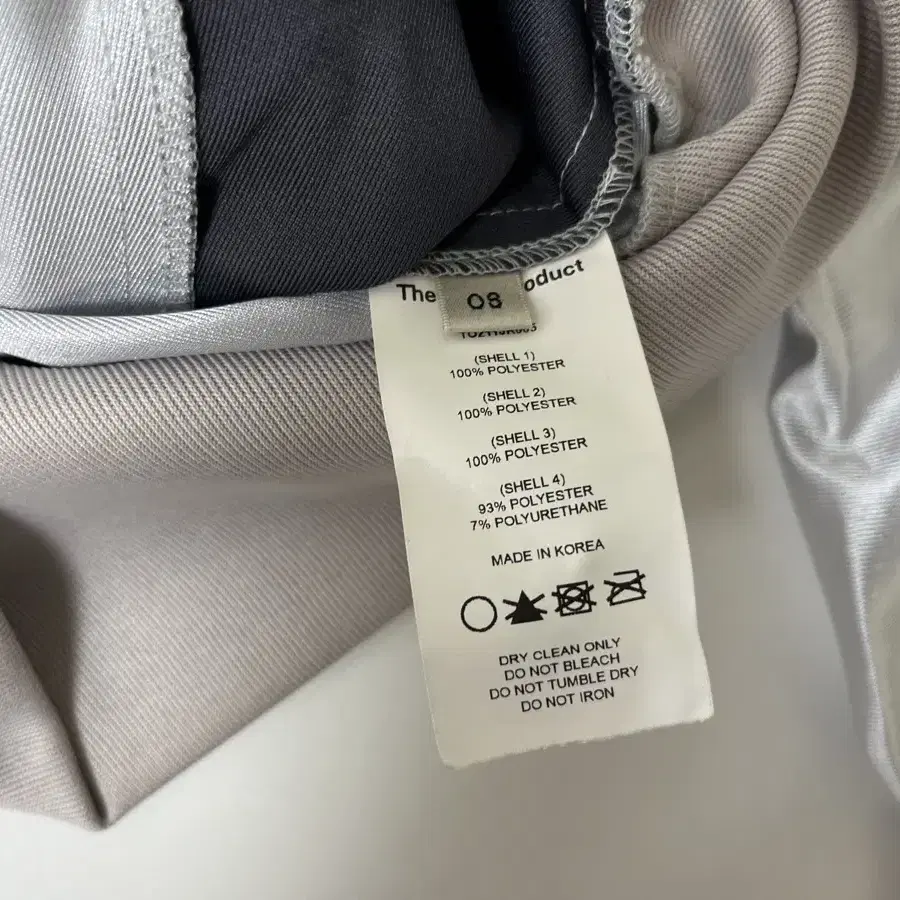 The oduct
OS
(SHELL 1)
100% POLYESTER
(SHELL 2)
100% POLYESTER
(SHELL 3)
100% POLYESTER
(SHELL 4)
93% POLYESTER
7% POLYURETHANE
MADE IN KOREA
DRY CLEAN ONLY
DO NOT BLEACH
DO NOT TUMBLE DRY
DO NOT IRON